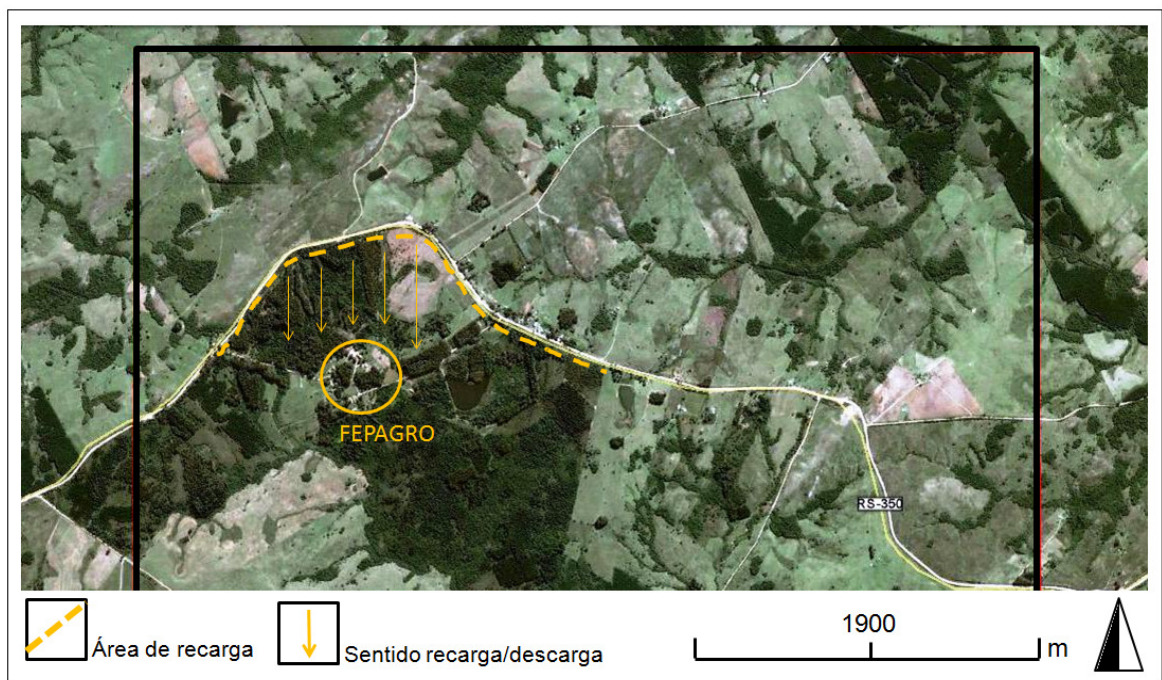 FEPAGRO
RS-350
Área de recarga
Sentido recarga/descarga
1900
m